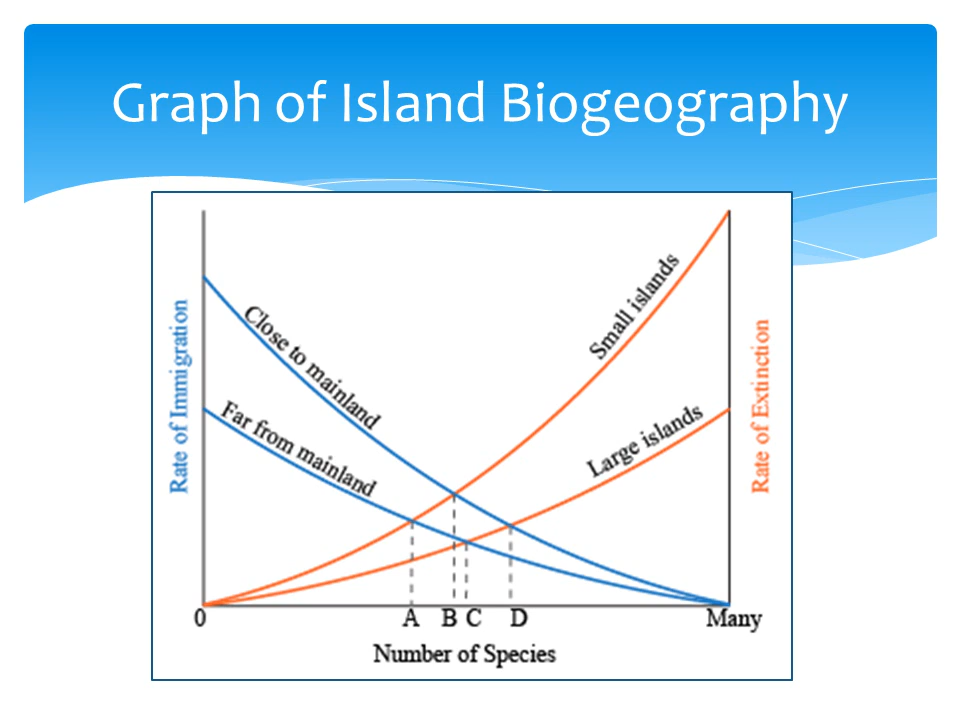 Graph of Island Biogeography
Rate of Immigration
Close to mainland
Far from mainland
Small islands
Large islands
Rate of Extinction
0 A B C D Many
Number of Species